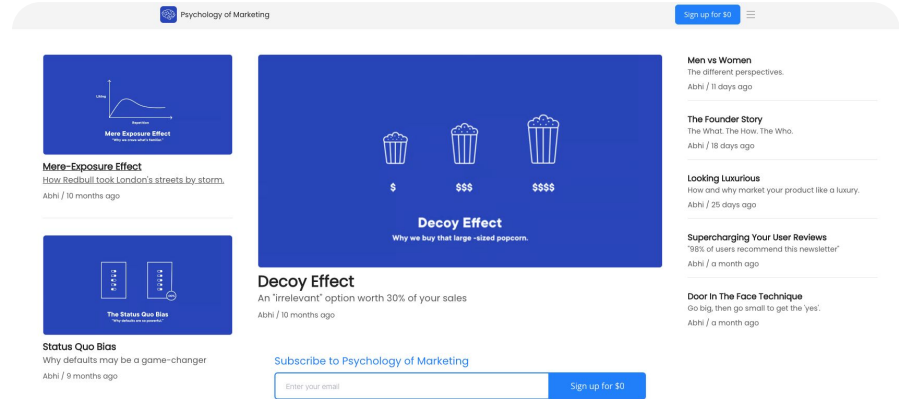 Psychology of Marketing
Sign up for $0
Liking
Repetition
Mere Exposure Effect
"Why we crave what's familiar."
Mere-Exposure Effect
How Redbull took London's streets by storm.
Abhi / 10 months ago
The Status Quo Bias
"Why defaults are so powerful."
Status Quo Bias
Why defaults may be a game-changer
Abhi / 9 months ago
$ $$$ $$$$
Decoy Effect
Why we buy that large -sized popcorn.
Decoy Effect
An "irrelevant" option worth 30% of your sales
Abhi / 10 months ago
Subscribe to Psychology of Marketing
Enter your email
Sign up for $0
Men vs Women
The different perspectives.
Abhi / 11 days ago
The Founder Story
The What. The How. The Who.
Abhi / 18 days ago
Looking Luxurious
How and why market your product like a luxury.
Abhi / 25 days ago
Supercharging Your User Reviews
"98% of users recommend this newsletter"
Abhi / a month ago
Door In The Face Technique
Go big, then go small to get the 'yes'.
Abhi / a month ago